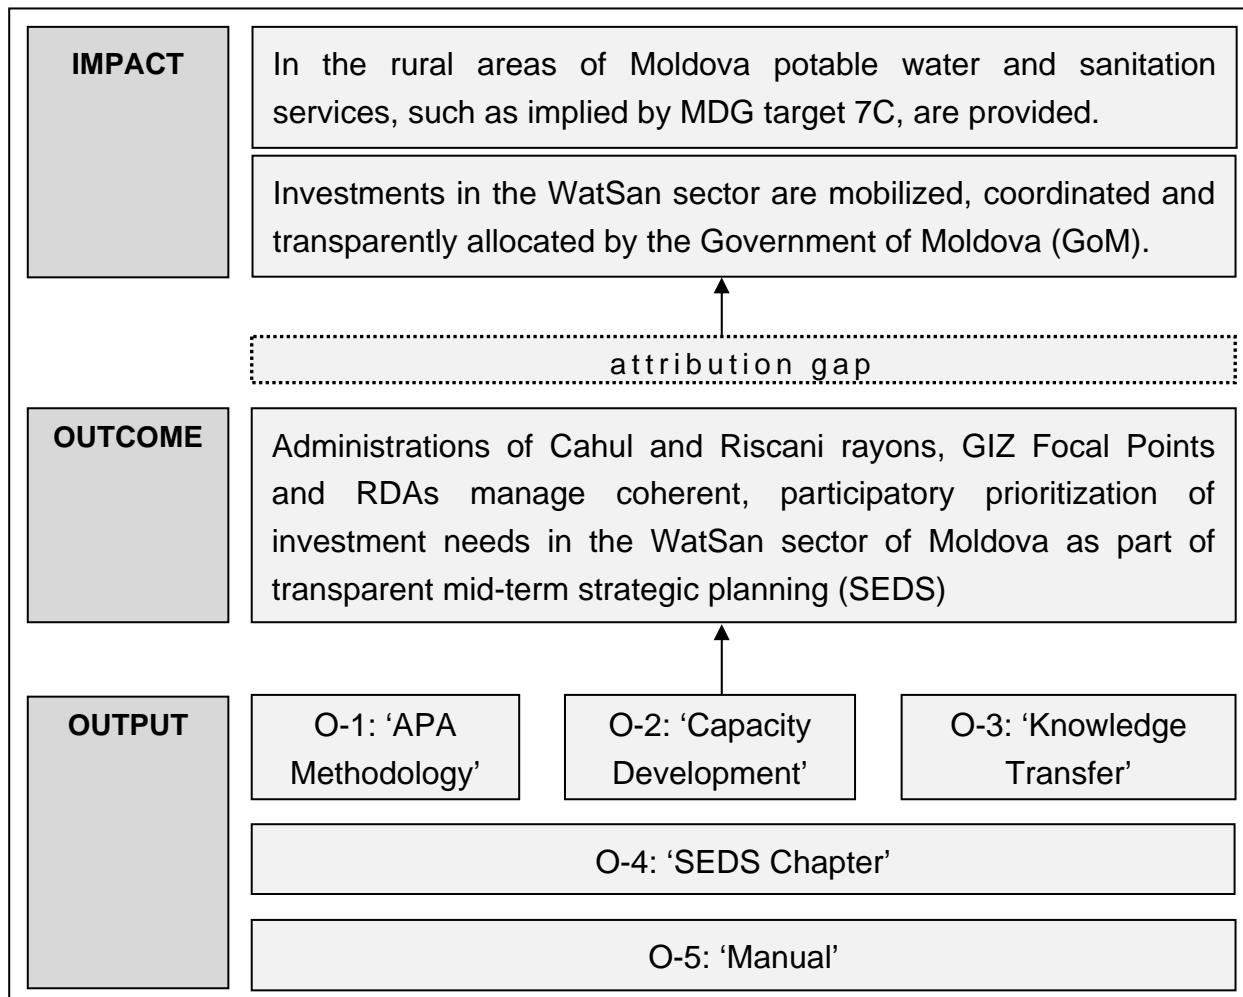 IMPACT
In the rural areas of Moldova potable water and sanitation
services, such as implied by MDG target 7C, are provided.
Investments in the WatSan sector are mobilized, coordinated and
transparently allocated by the Government of Moldova (GoM).
attribution gap
OUTCOME
Administrations of Cahul and Riscani rayons, GIZ Focal Points
and RDAs manage coherent, participatory prioritization of
investment needs in the WatSan sector of Moldova as part of
transparent mid-term strategic planning (SEDS)
OUTPUT
O-1: ‘APA
Methodology’
O-2: ‘Capacity
Development’
O-3: ‘Knowledge
Transfer’
O-4: ‘SEDS Chapter’
O-5: ‘Manual’